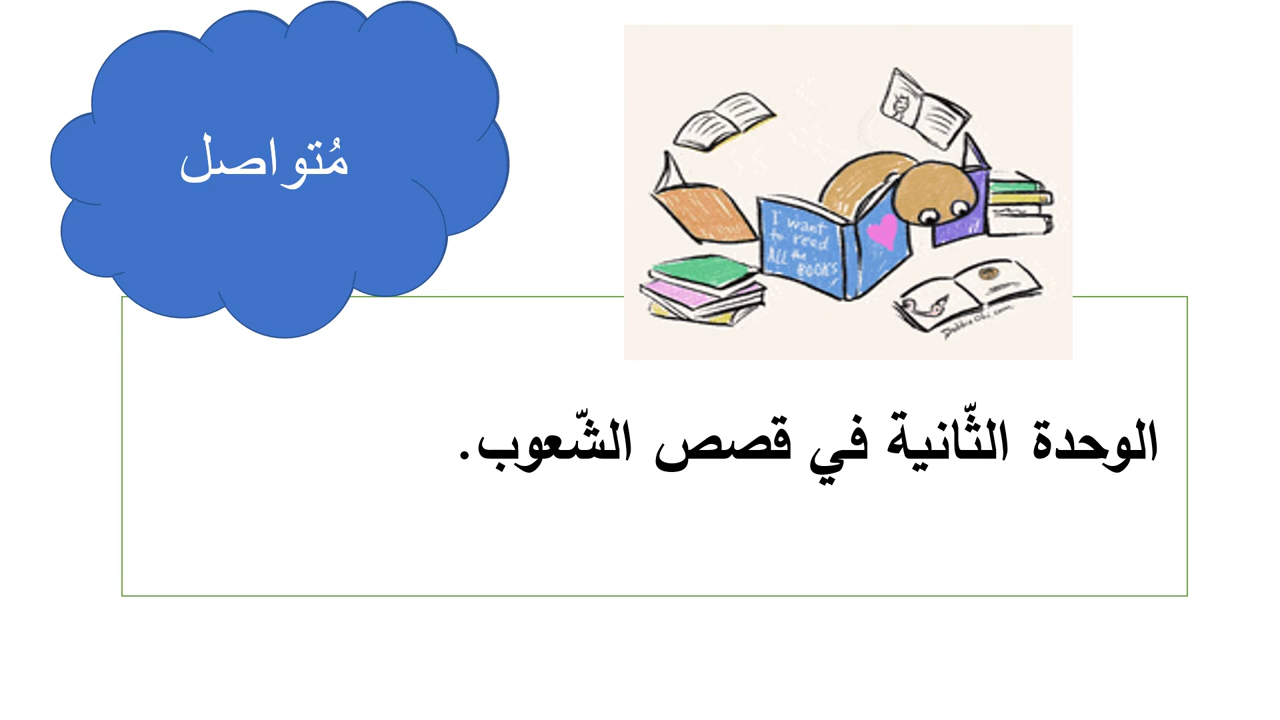 مُتواصل
I want
to read
ALL the
BOOKS
الوحدة الثّانية في قصص الشّعوب.